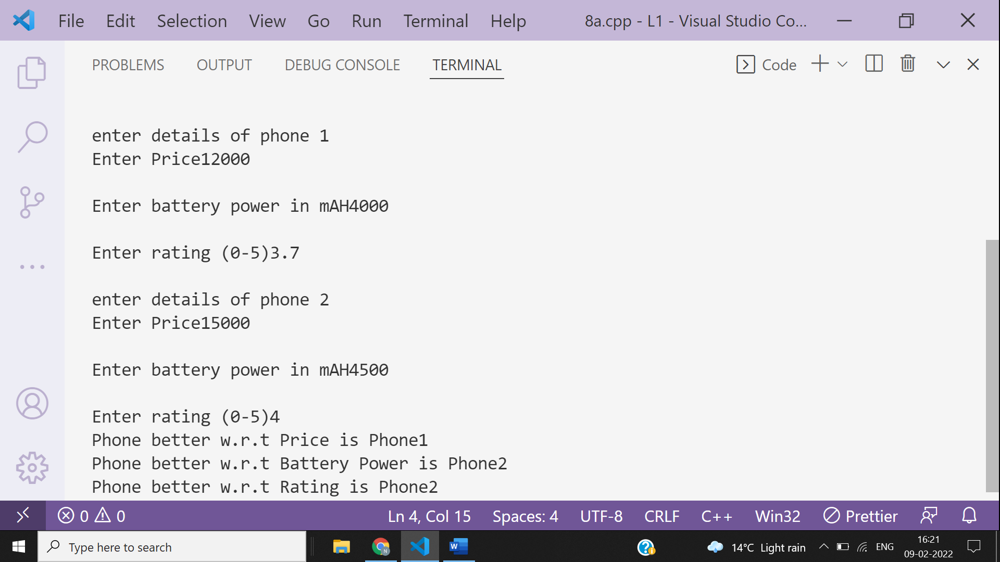 File Edit Selection View Go Run Terminal Help 8a.cpp - L1 - Visual Studio Co...
PROBLEMS OUTPUT DEBUG CONSOLE TERMINAL Code
enter details of phone 1
Enter Price12000
Enter battery power in mAH4000
Enter rating (0-5)3.7
enter details of phone 2
Enter Price15000
Enter battery power in mAH4500
Enter rating (0-5)4
Phone better w.r.t Price is Phone1
Phone better w.r.t Battery Power is Phone2
Phone better w.r.t Rating is Phone2
0 0 Ln 4, Col 15 Spaces: 4 UTF-8 CRLF C++ Win32 Prettier
Type here to search N W 14°C Light rain ENG 16:21
09-02-2022